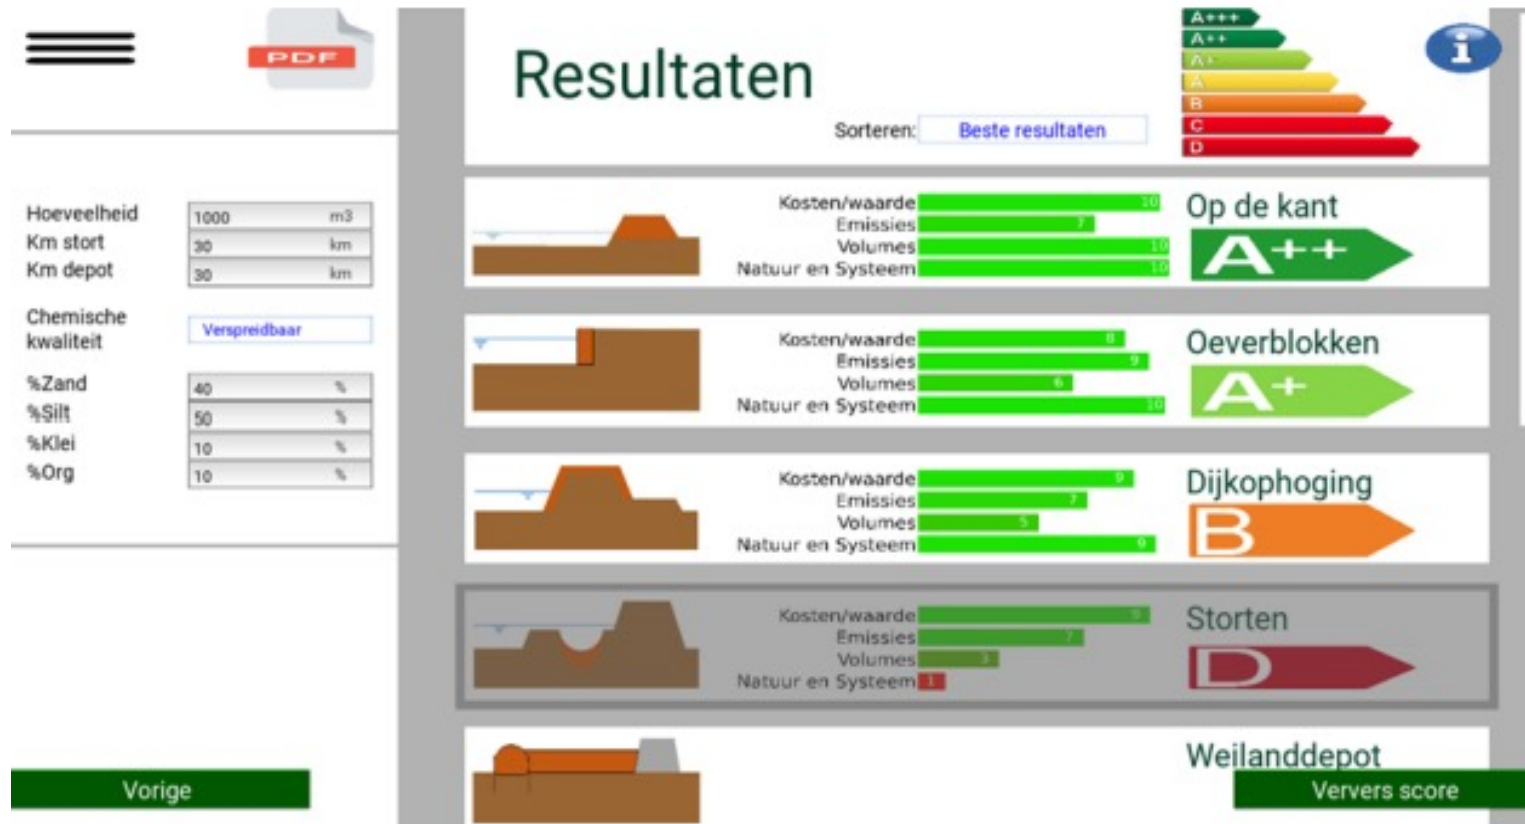 PDF
Resultaten
Sorteren: Beste resultaten
A+++
A++
A+
A
B
C
D
i
Hoeveelheid 1000 m3
Km stort 30 km
Km depot 30 km
Chemische
kwaliteit
Verspreidbaar
%Zand 40 %
%Silt 50 %
%Klei 10 %
%Org 10 %
Vorige
Kosten/waarde 10
Emissies 7
Volumes 10
Natuur en Systeem 10
Op de kant
A++
Kosten/waarde 8
Emissies 9
Volumes 6
Natuur en Systeem 10
Oeverblokken
A+
Kosten/waarde 9
Emissies 7
Volumes 5
Natuur en Systeem 9
Dijkophoging
B
Kosten/waarde
Emissies 7
Volumes 3
Natuur en Systeem 1
Storten
D
Weilanddepot
Ververs score